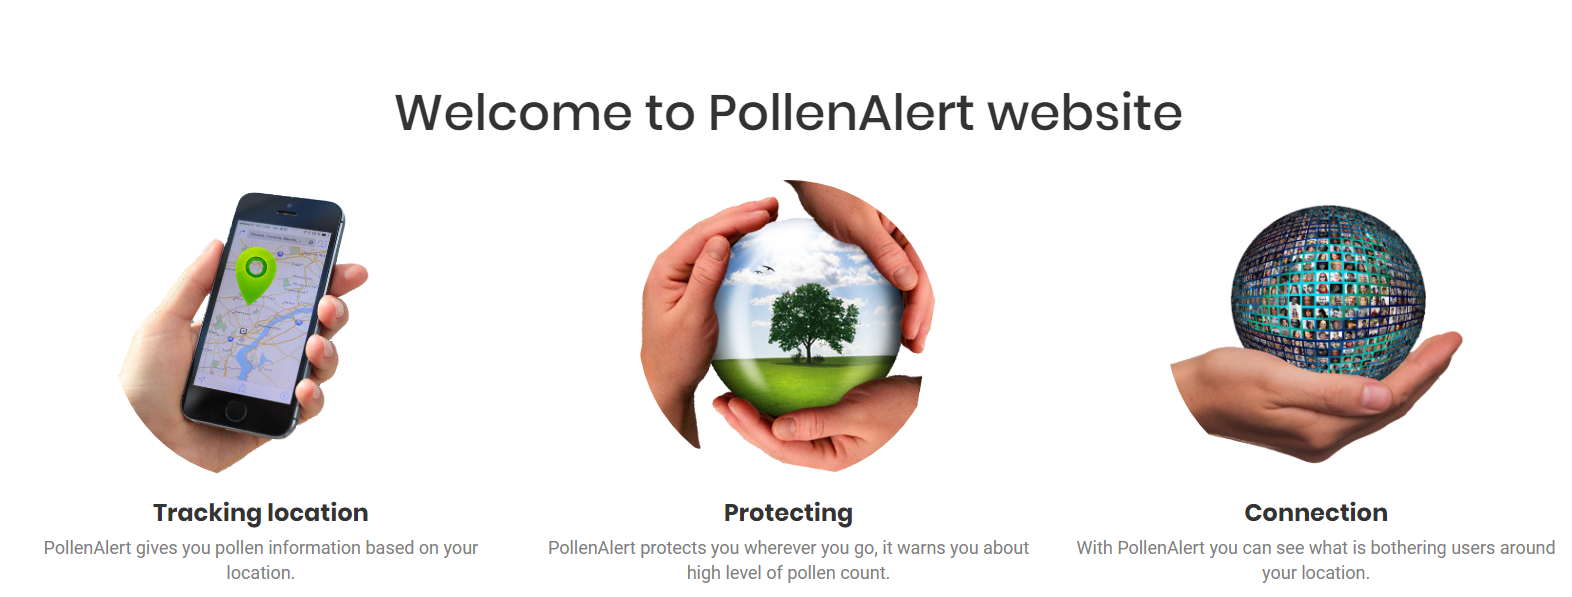 Welcome to PollenAlert website
Tracking location
PollenAlert gives you pollen information based on your
location.
Protecting
PollenAlert protects you wherever you go, it warns you about
high level of pollen count.
Connection
With PollenAlert you can see what is bothering users around
your location.